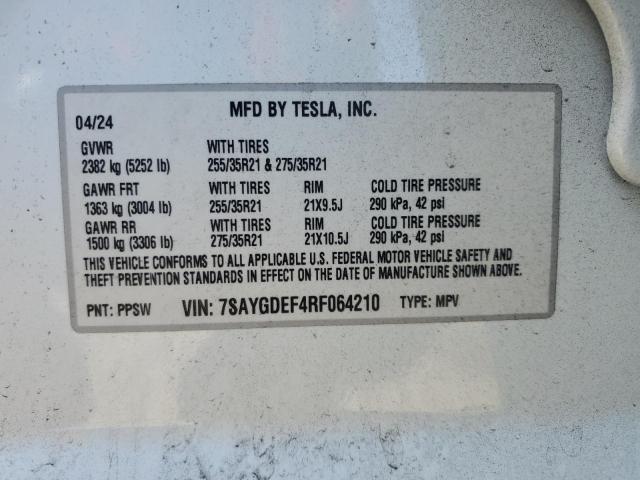 MFD BY TESLA, INC.
04/24
GVWR WITH TIRES
2382 kg (5252 lb) 255/35R21 & 275/35R21
GAWR FRT WITH TIRES RIM COLD TIRE PRESSURE
1363 kg (3004 lb) 255/35R21 21X9.5J 290 kPa, 42 psi
GAWR RR WITH TIRES RIM COLD TIRE PRESSURE
1500 kg (3306 lb) 275/35R21 21X10.5J 290 kPa, 42 psi
THIS VEHICLE CONFORMS TO ALL APPLICABLE U.S. FEDERAL MOTOR VEHICLE SAFETY AND
THEFT PREVENTION STANDARDS IN EFFECT ON THE DATE OF MANUFACTURE SHOWN ABOVE.
PNT: PPSW VIN: 7SAYGDEF4RF064210 TYPE: MPV